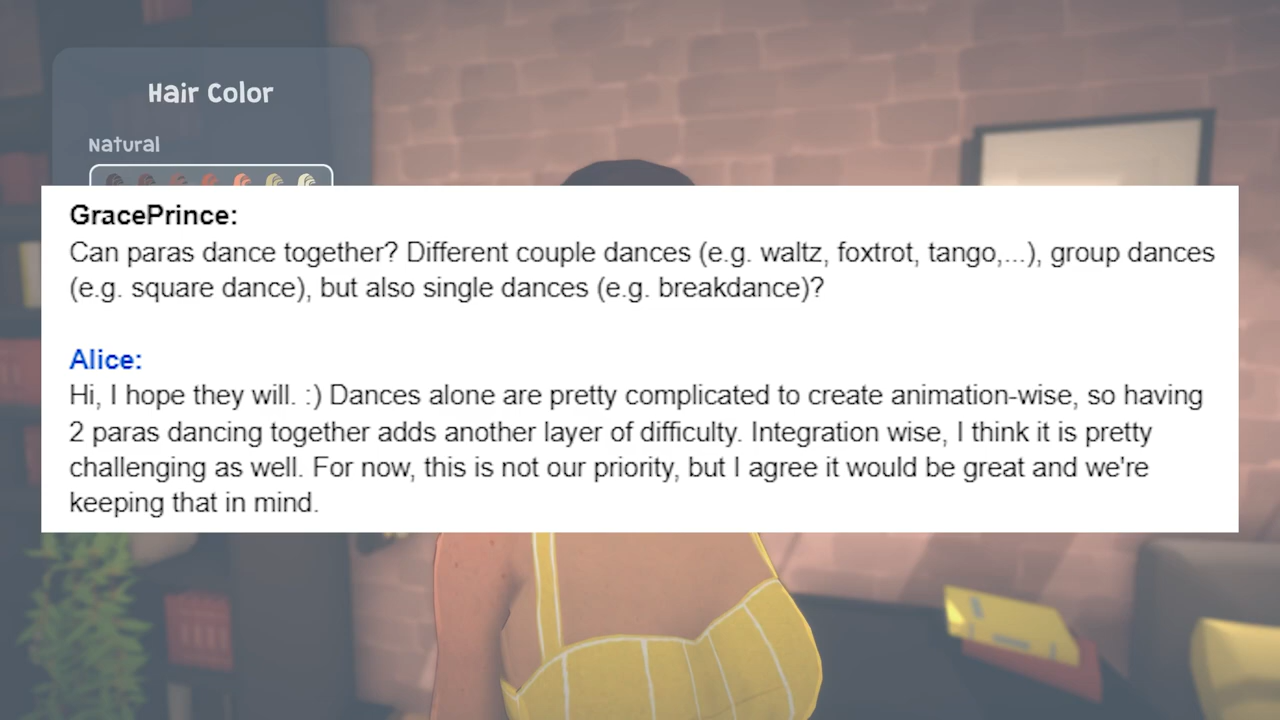 Hair Color
Natural
GracePrince:
Can paras dance together? Different couple dances (e.g. waltz, foxtrot, tango,...), group dances
(e.g. square dance), but also single dances (e.g. breakdance)?
Alice:
Hi, I hope they will. :) Dances alone are pretty complicated to create animation-wise, so having
2 paras dancing together adds another layer of difficulty. Integration wise, I think it is pretty
challenging as well. For now, this is not our priority, but I agree it would be great and we're
keeping that in mind.